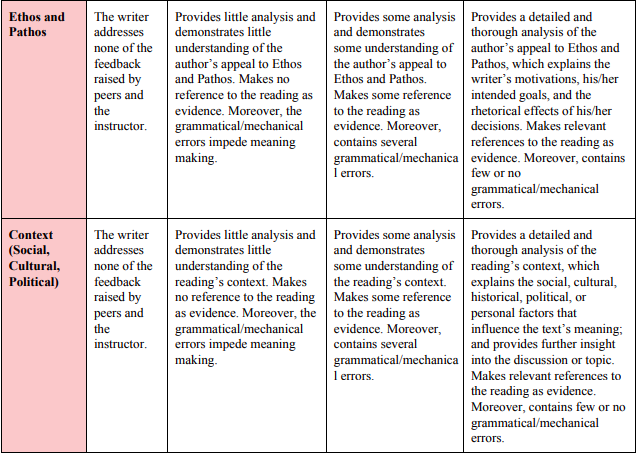 Ethos and
Pathos
The writer
addresses
none of the
feedback
raised by
peers and
the
instructor.
Provides little analysis and
demonstrates little
understanding of the
author’s appeal to Ethos
and Pathos. Makes no
reference to the reading as
evidence. Moreover, the
grammatical/mechanical
errors impede meaning
making.
Provides some analysis
and demonstrates
some understanding of
the author’s appeal to
Ethos and Pathos.
Makes some reference
to the reading as
evidence. Moreover,
contains several
grammatical/mechanica
l errors.
Provides a detailed and
thorough analysis of the
author’s appeal to Ethos and
Pathos, which explains the
writer’s motivations, his/her
intended goals, and the
rhetorical effects of his/her
decisions. Makes relevant
references to the reading as
evidence. Moreover, contains
few or no
grammatical/mechanical
errors.
Context
(Social,
Cultural,
Political)
The writer
addresses
none of the
feedback
raised by
peers and
the
instructor.
Provides little analysis and
demonstrates little
understanding of the
reading’s context. Makes
no reference to the reading
as evidence. Moreover, the
grammatical/mechanical
errors impede meaning
making.
Provides some analysis
and demonstrates
some understanding of
the reading’s context.
Makes some reference
to the reading as
evidence. Moreover,
contains several
grammatical/mechanica
l errors.
Provides a detailed and
thorough analysis of the
reading’s context, which
explains the social, cultural,
historical, political, or
personal factors that
influence the text’s meaning;
and provides further insight
into the discussion or topic.
Makes relevant references to
the reading as evidence.
Moreover, contains few or no
grammatical/mechanical
errors.